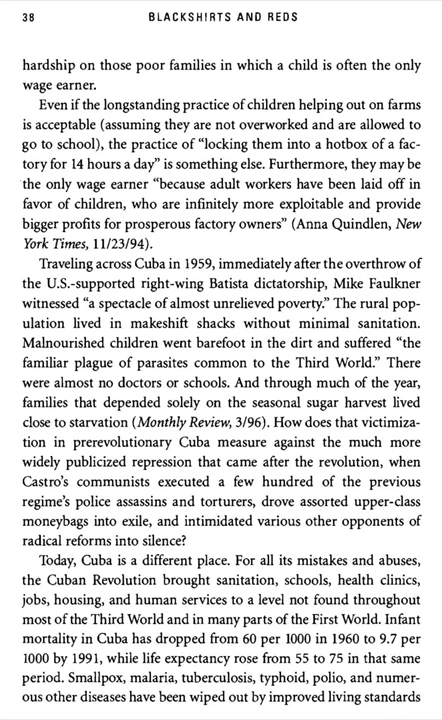 38 BLACKSHIRTS AND REDS
hardship on those poor families in which a child is often the only
wage earner.
Even if the longstanding practice of children helping out on farms
is acceptable (assuming they are not overworked and are allowed to
go to school), the practice of “locking them into a hotbox of a fac-
tory for 14 hours a day” is something else. Furthermore, they may be
the only wage earner “because adult workers have been laid off in
favor of children, who are infinitely more exploitable and provide
bigger profits for prosperous factory owners” (Anna Quindlen, New
York Times, 11/23/94).
Traveling across Cuba in 1959, immediately after the overthrow of
the U.S.-supported right-wing Batista dictatorship, Mike Faulkner
witnessed “a spectacle of almost unrelieved poverty.” The rural pop-
ulation lived in makeshift shacks without minimal sanitation.
Malnourished children went barefoot in the dirt and suffered “the
familiar plague of parasites common to the Third World.” There
were almost no doctors or schools. And through much of the year,
families that depended solely on the seasonal sugar harvest lived
close to starvation (Monthly Review, 3/96). How does that victimiza-
tion in prerevolutionary Cuba measure against the much more
widely publicized repression that came after the revolution, when
Castro’s communists executed a few hundred of the previous
regime’s police assassins and torturers, drove assorted upper-class
moneybags into exile, and intimidated various other opponents of
radical reforms into silence?
Today, Cuba is a different place. For all its mistakes and abuses,
the Cuban Revolution brought sanitation, schools, health clinics,
jobs, housing, and human services to a level not found throughout
most of the Third World and in many parts of the First World. Infant
mortality in Cuba has dropped from 60 per 1000 in 1960 to 9.7 per
1000 by 1991, while life expectancy rose from 55 to 75 in that same
period. Smallpox, malaria, tuberculosis, typhoid, polio, and numer-
ous other diseases have been wiped out by improved living standards